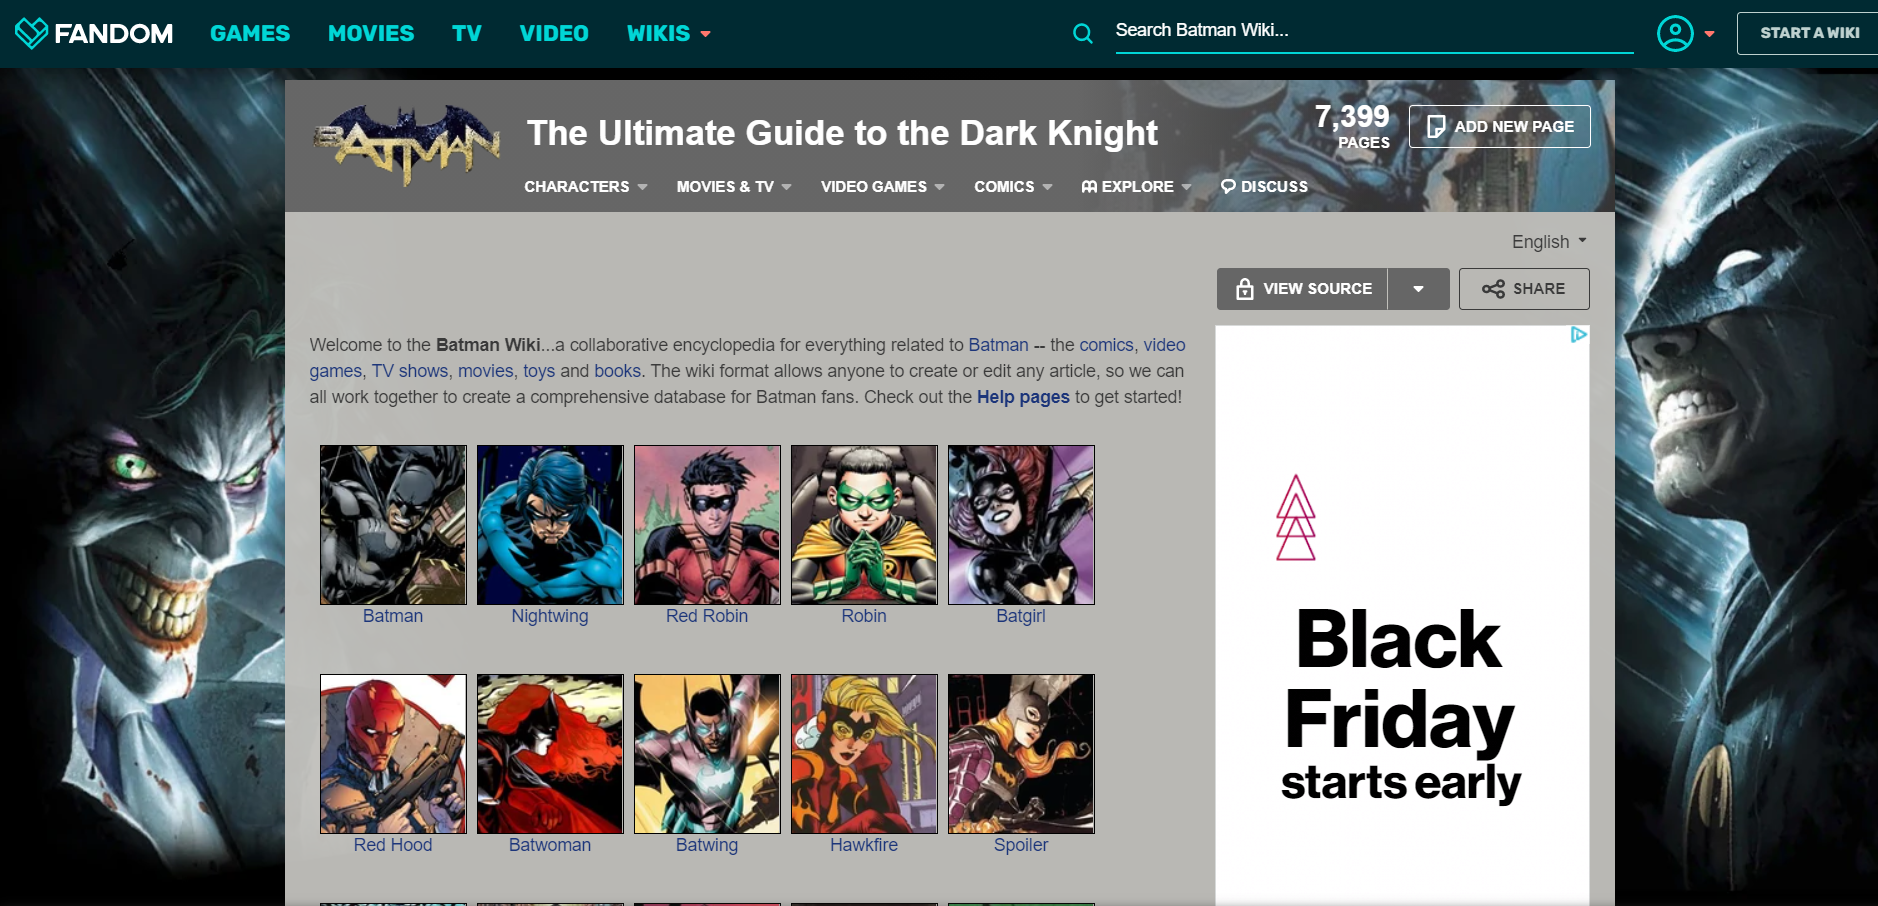 FANDOM GAMES MOVIES TV VIDEO WIKIS Search Batman Wiki... START A WIKI
BATMAN
The Ultimate Guide to the Dark Knight
7,399
PAGES
ADD NEW PAGE
CHARACTERS MOVIES & TV VIDEO GAMES COMICS EXPLORE DISCUSS
English
VIEW SOURCE SHARE
Welcome to the Batman Wiki...a collaborative encyclopedia for everything related to Batman -- the comics, video
games, TV shows, movies, toys and books. The wiki format allows anyone to create or edit any article, so we can
all work together to create a comprehensive database for Batman fans. Check out the Help pages to get started!
Batman Nightwing Red Robin Robin Batgirl
Red Hood Batwoman Batwing Hawkfire Spoiler
Black
Friday
starts early